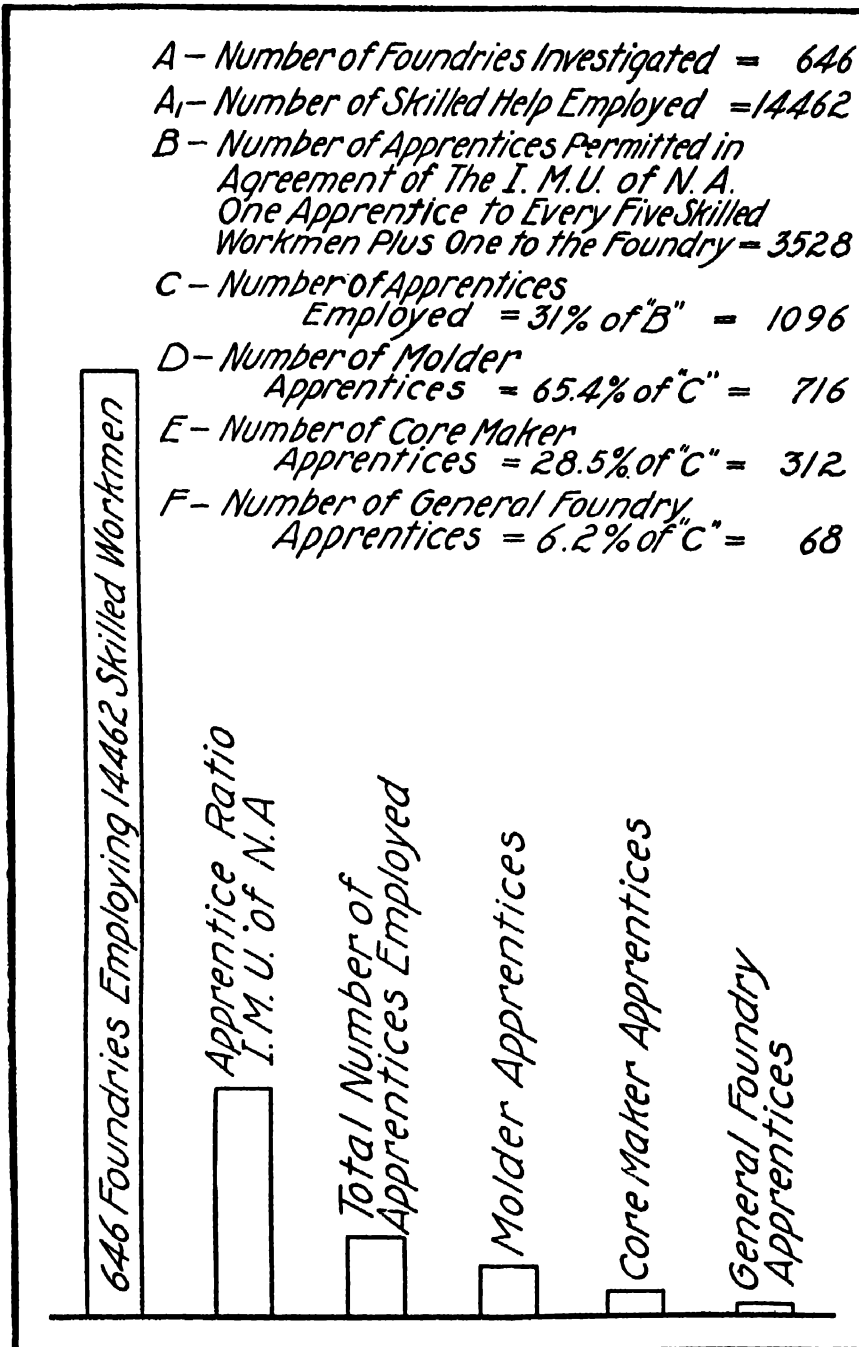 A – Number of Foundries Investigated = 646
A1 – Number of Skilled Help Employed = 14462
B – Number of Apprentices Permitted in
Agreement of The I. M. U. of N. A.
One Apprentice to Every Five Skilled
Workmen Plus One to the Foundry = 3528
C – Number of Apprentices
Employed = 31% of "B" = 1096
D – Number of Molder
Apprentices = 65.4% of "C" = 716
E – Number of Core Maker
Apprentices = 28.5% of "C" = 312
F – Number of General Foundry
Apprentices = 6.2% of "C" = 68
646 Foundries Employing 14462 Skilled Workmen
Apprentice Ratio
I. M. U. of N. A
Total Number of
Apprentices Employed
Molder Apprentices
Core Maker Apprentices
General Foundry
Apprentices